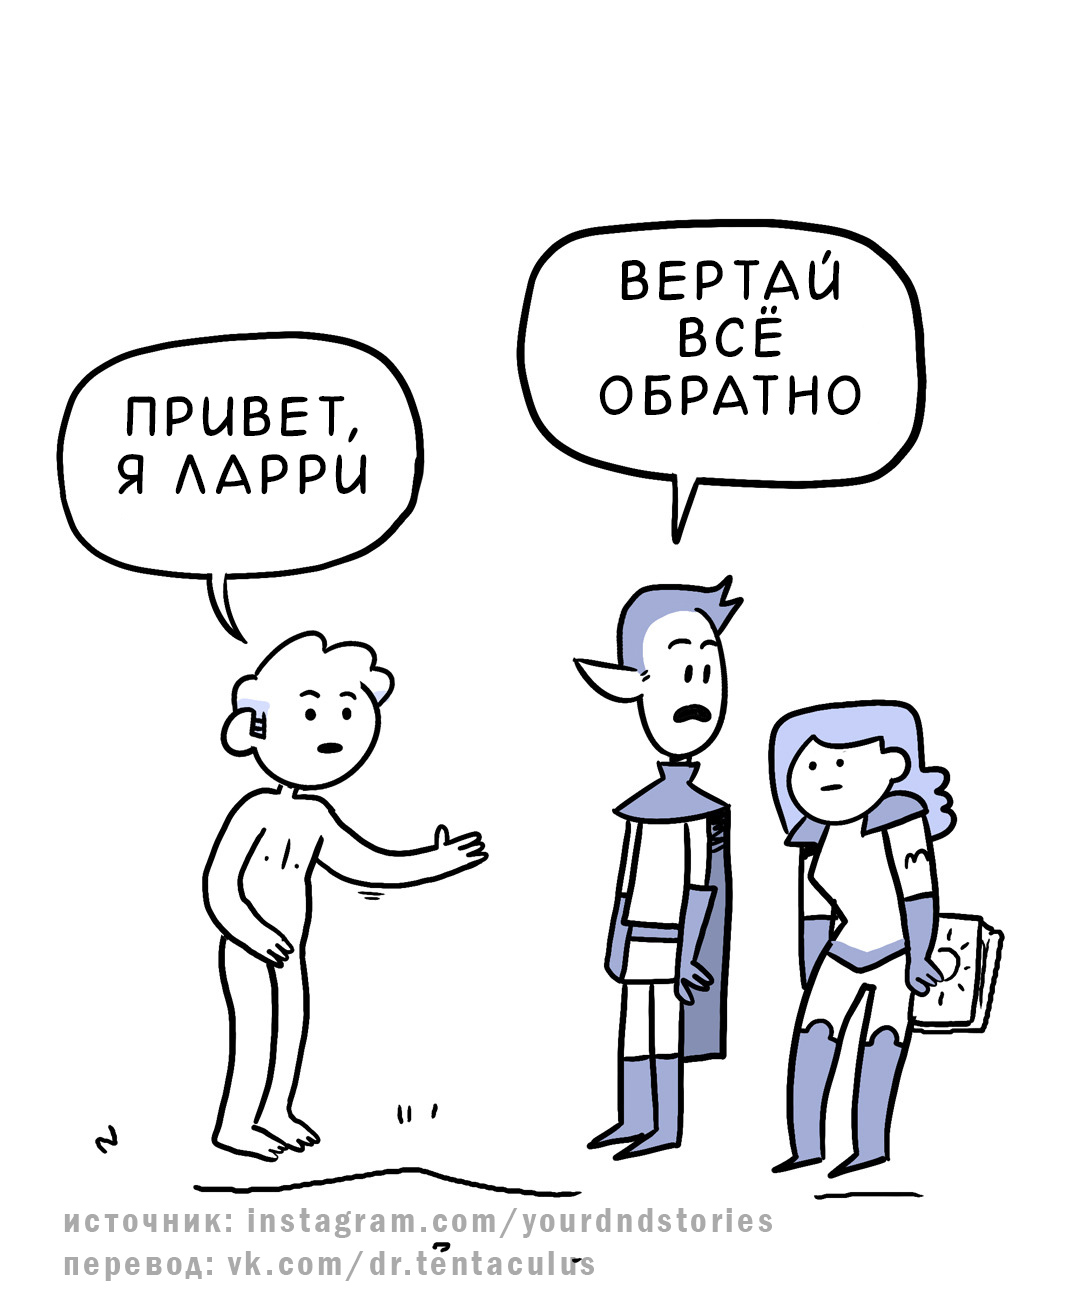 ПРИВЕТ,
Я ЛАРРИ
ВЕРТАЙ
ВСЁ
ОБРАТНО
источник: instagram.com/yourdndstories
перевод: vk.com/dr.tentaculus